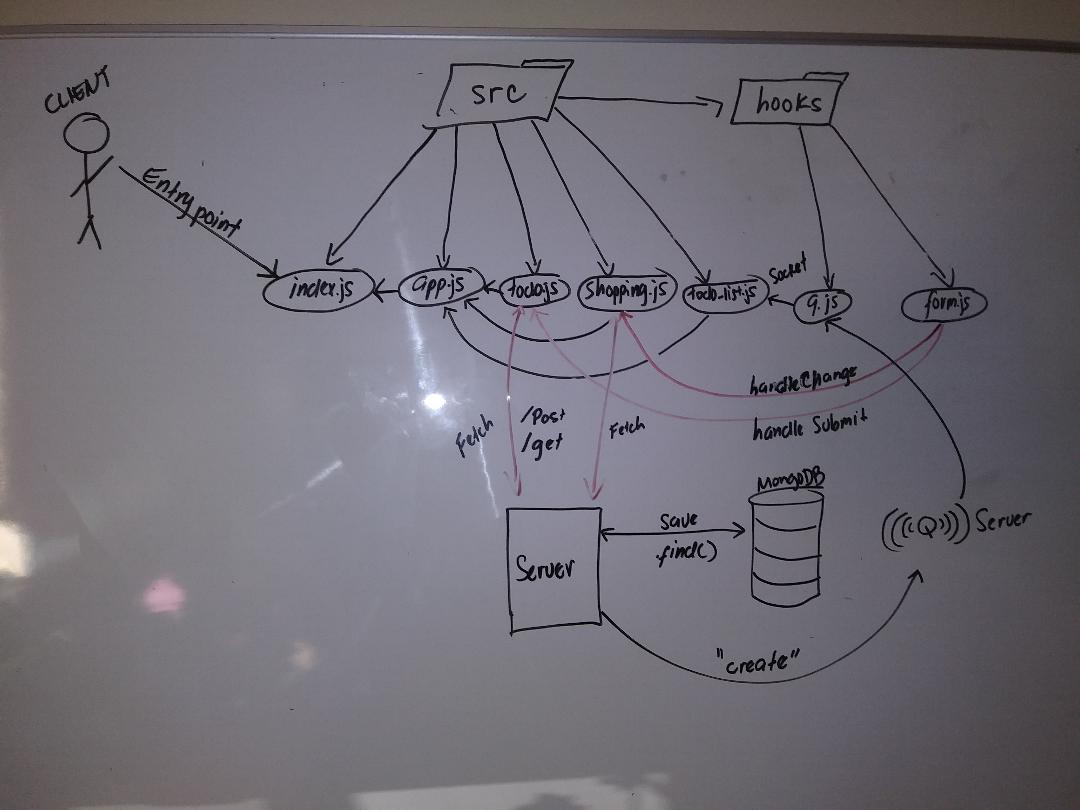 CLIENT
src
hooks
Entry point
index.js
app.js
todo.js
shopping.js
todo-list.js
Socket
q.js
form.js
handleChange
handle Submit
Fetch
/Post
/get
Fetch
MongoDB
Save
.find()
Server
Q
Server
"create"